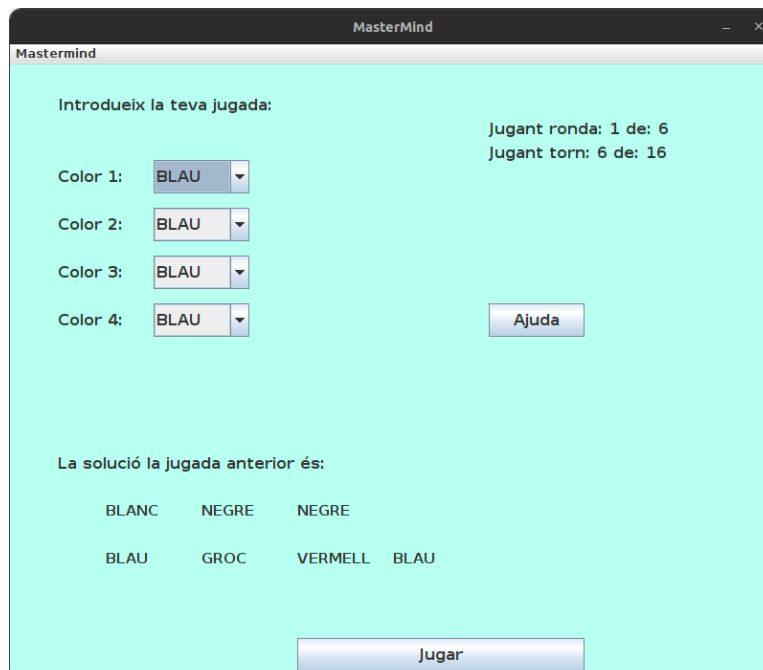 MasterMind
Mastermind
Introdueix la teva jugada:
Jugant ronda: 1 de: 6
Jugant torn: 6 de: 16
Color 1: BLAU
Color 2: BLAU
Color 3: BLAU
Color 4: BLAU
Ajuda
La solució la jugada anterior és:
BLANC NEGRE NEGRE
BLAU GROC VERMELL BLAU
Jugar